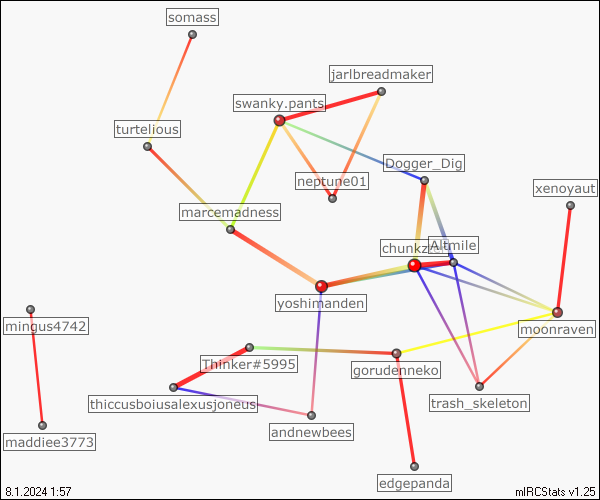 somass
jarlbreadmaker
swanky.pants
turtelious
Dogger_Dig
neptune01
xenoyaut
marcemadness
Altmile
yoshimanden
mingus4742
moonraven
Thinker#5995
gorudenneko
thiccusboiusalexusjoneus
trash_skeleton
andnewbees
maddiee3773
edgepanda
8.1.2024 1:57
mIRCStats v1.25